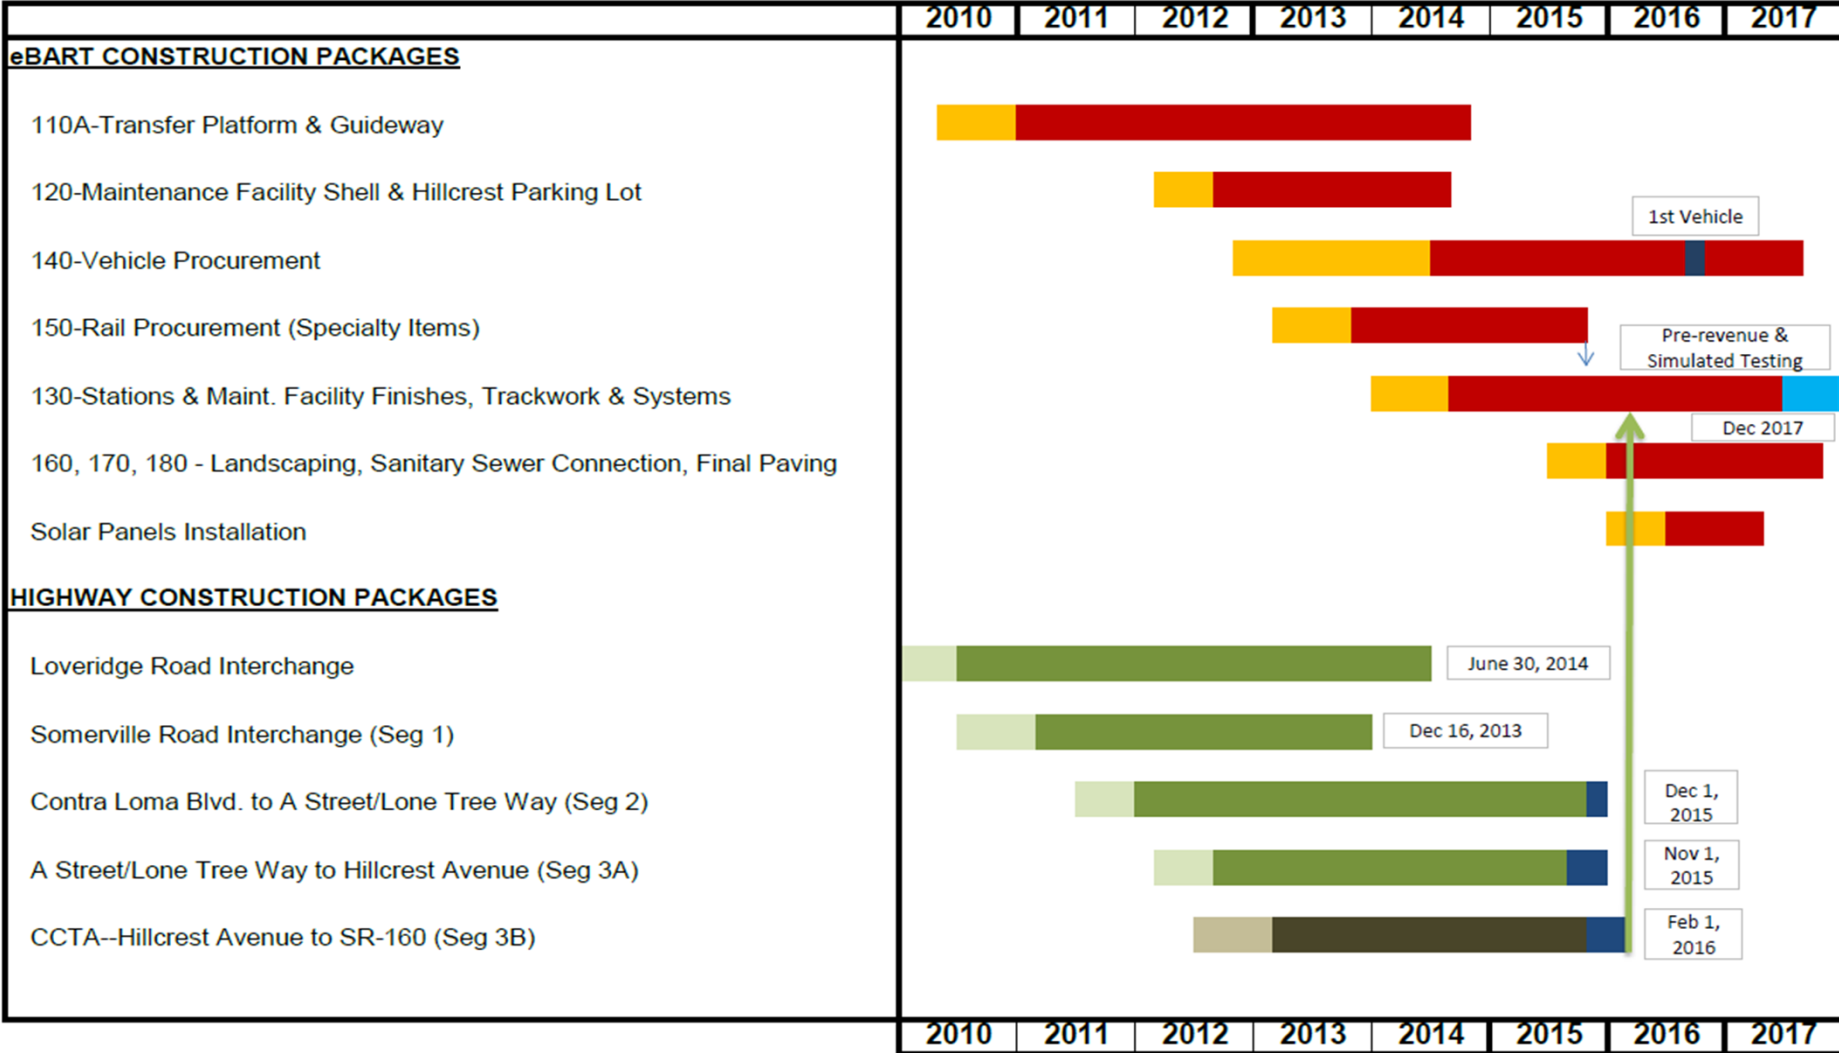 2010 2011 2012 2013 2014 2015 2016 2017
eBART CONSTRUCTION PACKAGES
110A-Transfer Platform & Guideway
120-Maintenance Facility Shell & Hillcrest Parking Lot
1st Vehicle
140-Vehicle Procurement
150-Rail Procurement (Specialty Items)
Pre-revenue &
Simulated Testing
130-Stations & Maint. Facility Finishes, Trackwork & Systems
Dec 2017
160, 170, 180 - Landscaping, Sanitary Sewer Connection, Final Paving
Solar Panels Installation
HIGHWAY CONSTRUCTION PACKAGES
Loveridge Road Interchange
June 30, 2014
Somerville Road Interchange (Seg 1)
Dec 16, 2013
Contra Loma Blvd. to A Street/Lone Tree Way (Seg 2)
Dec 1,
2015
A Street/Lone Tree Way to Hillcrest Avenue (Seg 3A)
Nov 1,
2015
CCTA--Hillcrest Avenue to SR-160 (Seg 3B)
Feb 1,
2016
2010 2011 2012 2013 2014 2015 2016 2017